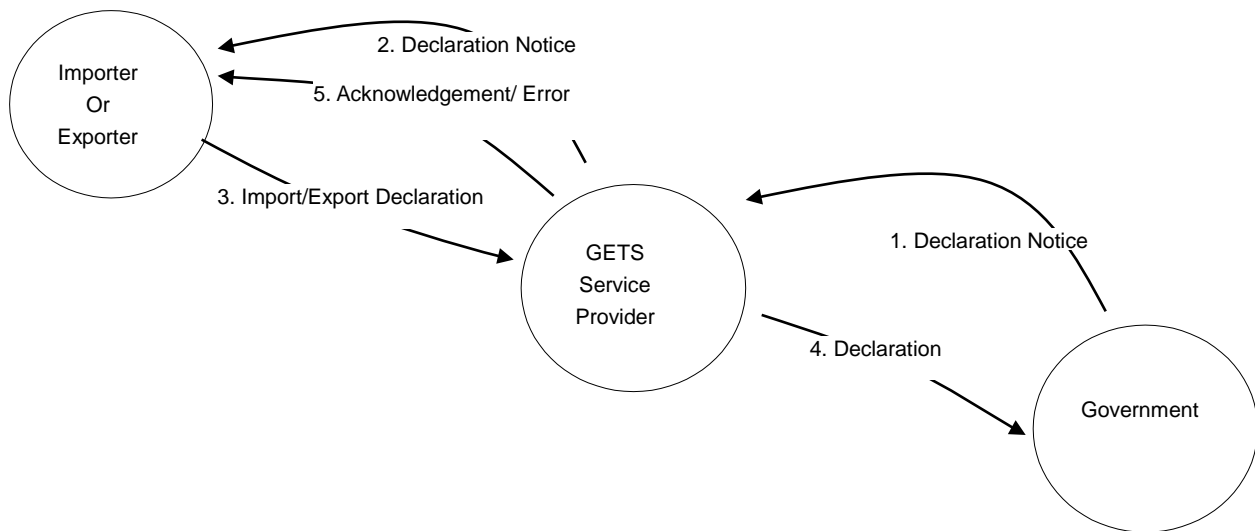 2. Declaration Notice
Importer
Or
Exporter
5. Acknowledgement/ Error
3. Import/Export Declaration
GETS
Service
Provider
1. Declaration Notice
4. Declaration
Government